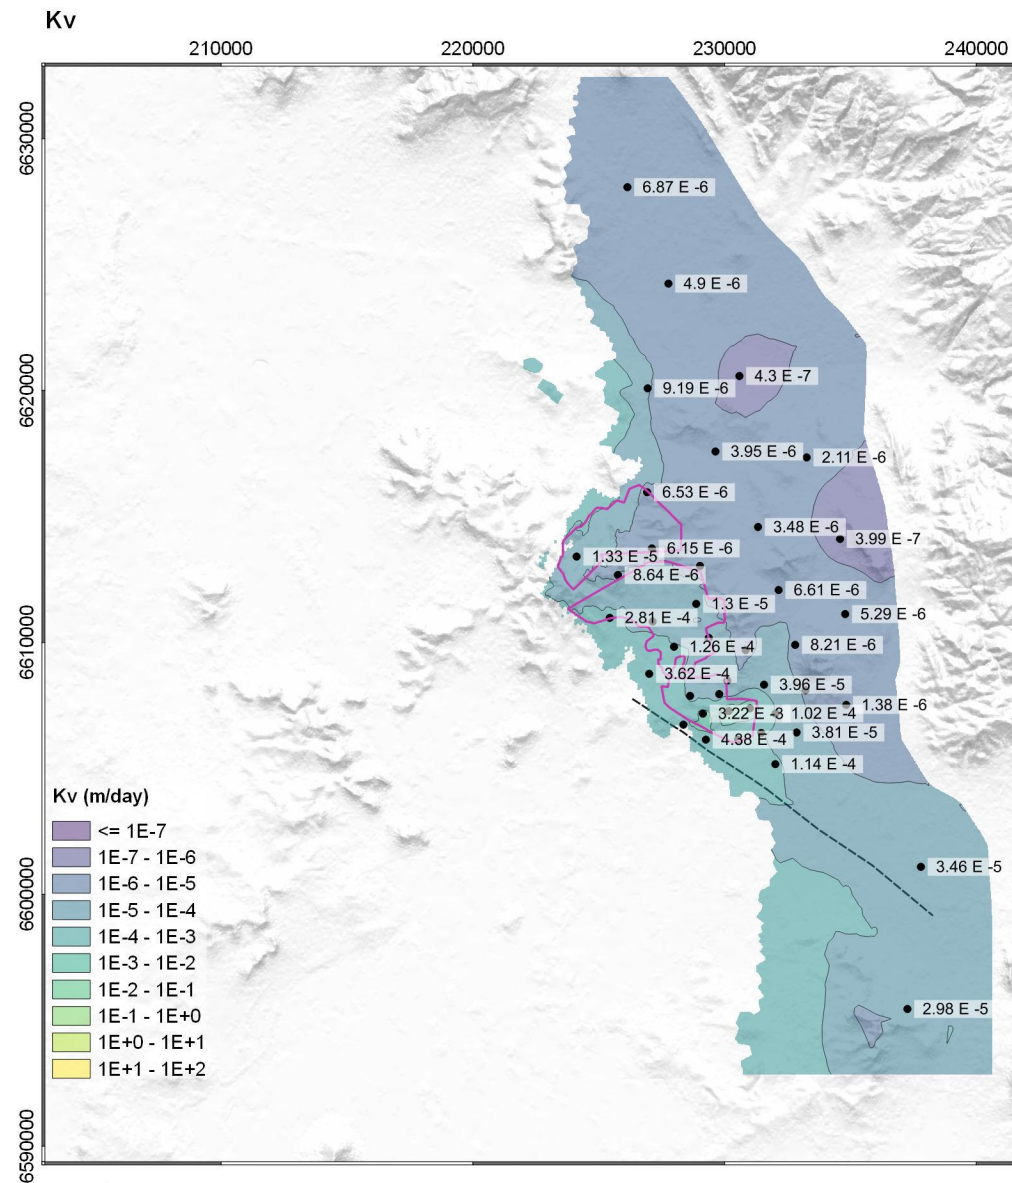 Kv
210000 220000 230000 240000
6630000
6620000
6610000
6600000
6590000
6.87 E -6
4.9 E -6
4.3 E -7
9.19 E -6
3.95 E -6
2.11 E -6
6.53 E -6
3.48 E -6
3.99 E -7
6.15 E -6
1.33 E -5
8.64 E -6
6.61 E -6
1.3 E -5
5.29 E -6
2.81 E -4
8.21 E -6
1.26 E -4
3.62 E -4
3.96 E -5
1.38 E -6
3.22 E -3
1.02 E -4
3.81 E -5
4.38 E -4
1.14 E -4
3.46 E -5
2.98 E -5
Kv (m/day)
<= 1E-7
1E-7 - 1E-6
1E-6 - 1E-5
1E-5 - 1E-4
1E-4 - 1E-3
1E-3 - 1E-2
1E-2 - 1E-1
1E-1 - 1E+0
1E+0 - 1E+1
1E+1 - 1E+2